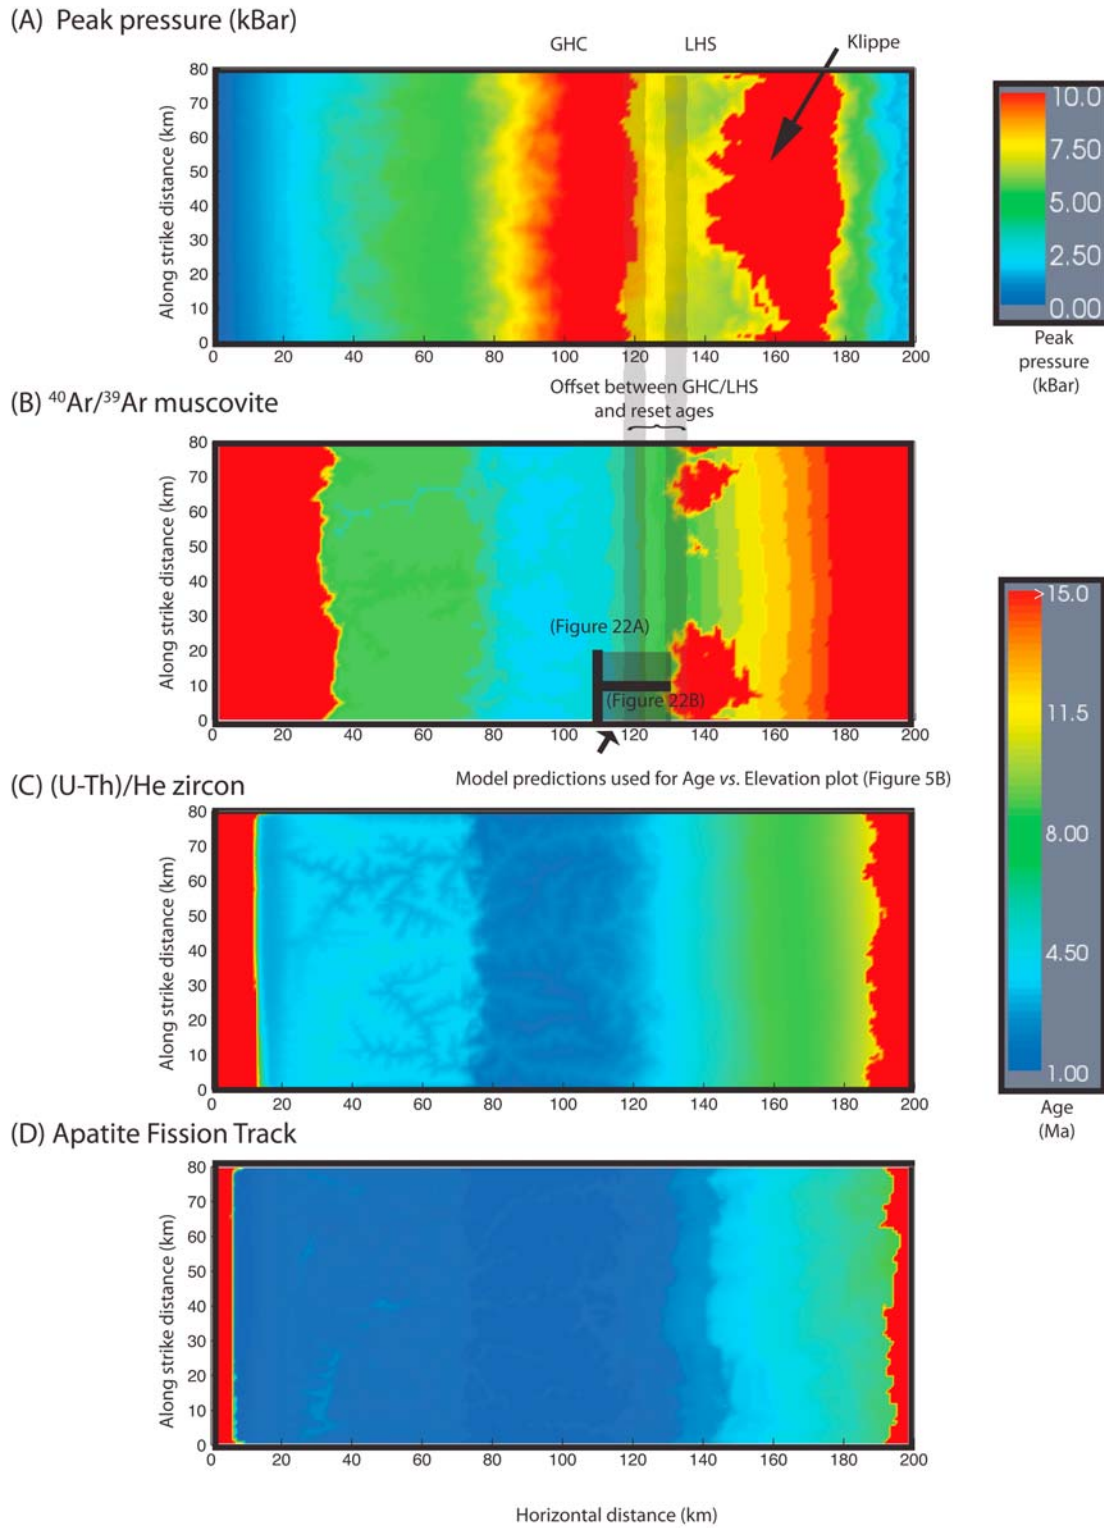 (A) Peak pressure (kBar)
GHC
LHS
Klippe
Along strike distance (km)
80
70
60
50
40
30
20
10
0
0 20 40 60 80 100 120 140 160 180 200
10.0
7.50
5.00
2.50
0.00
Peak
pressure
(kBar)
Offset between GHC/LHS
and reset ages
(B) ⁴⁰Ar/³⁹Ar muscovite
Along strike distance (km)
80
70
60
50
40
30
20
10
0
(Figure 22A)
(Figure 22B)
0 20 40 60 80 100 120 140 160 180 200
Model predictions used for Age vs. Elevation plot (Figure 5B)
>15.0
11.5
8.00
4.50
1.00
Age
(Ma)
(C) (U-Th)/He zircon
Along strike distance (km)
80
70
60
50
40
30
20
10
0
0 20 40 60 80 100 120 140 160 180 200
(D) Apatite Fission Track
Along strike distance (km)
80
70
60
50
40
30
20
10
0
0 20 40 60 80 100 120 140 160 180 200
Horizontal distance (km)